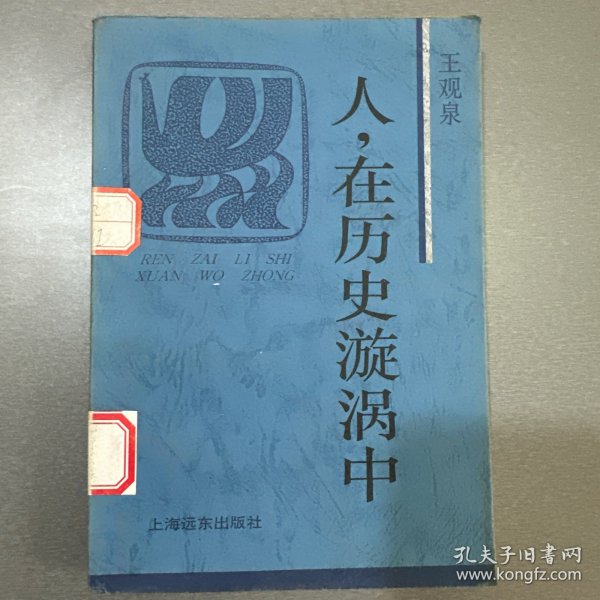 王观泉
人，在历史漩涡中
REN ZAI LI SHI
XUAN WO ZHONG
上海远东出版社
孔夫子旧书网
www.kongfz.com